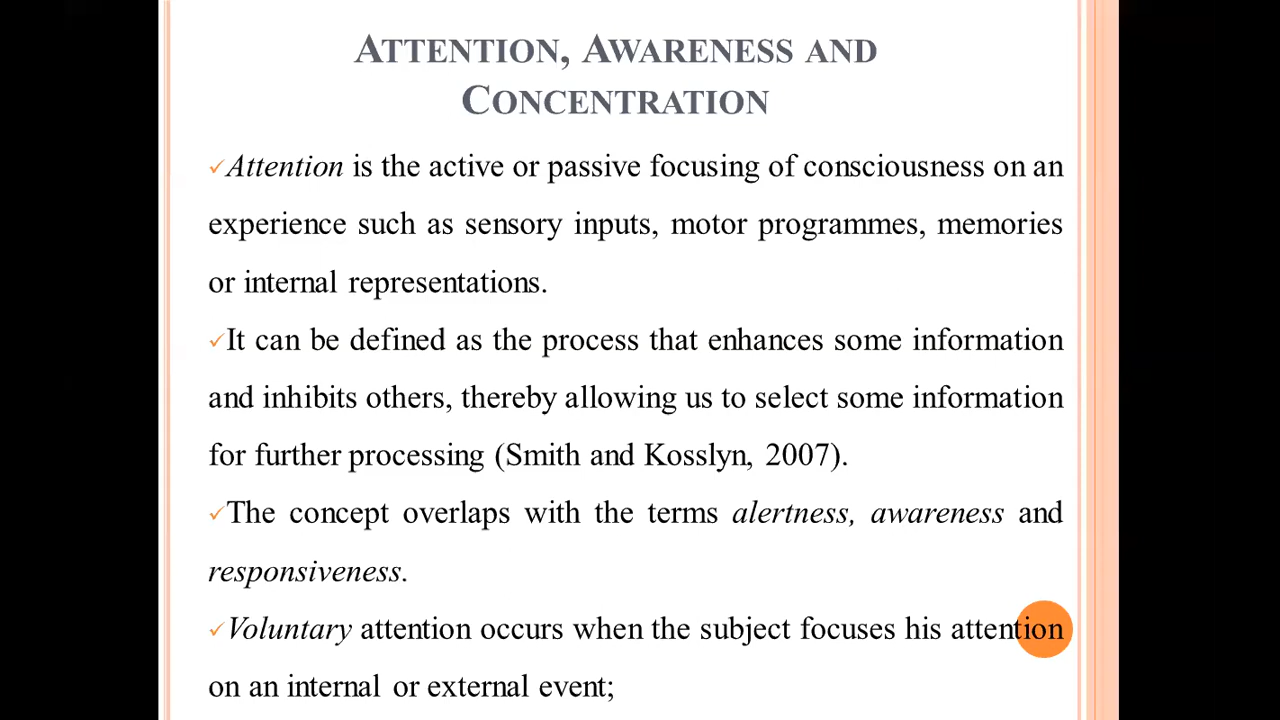 ATTENTION, AWARENESS AND
CONCENTRATION
✓Attention is the active or passive focusing of consciousness on an
experience such as sensory inputs, motor programmes, memories
or internal representations.
✓It can be defined as the process that enhances some information
and inhibits others, thereby allowing us to select some information
for further processing (Smith and Kosslyn, 2007).
✓The concept overlaps with the terms alertness, awareness and
responsiveness.
✓Voluntary attention occurs when the subject focuses his attention
on an internal or external event;